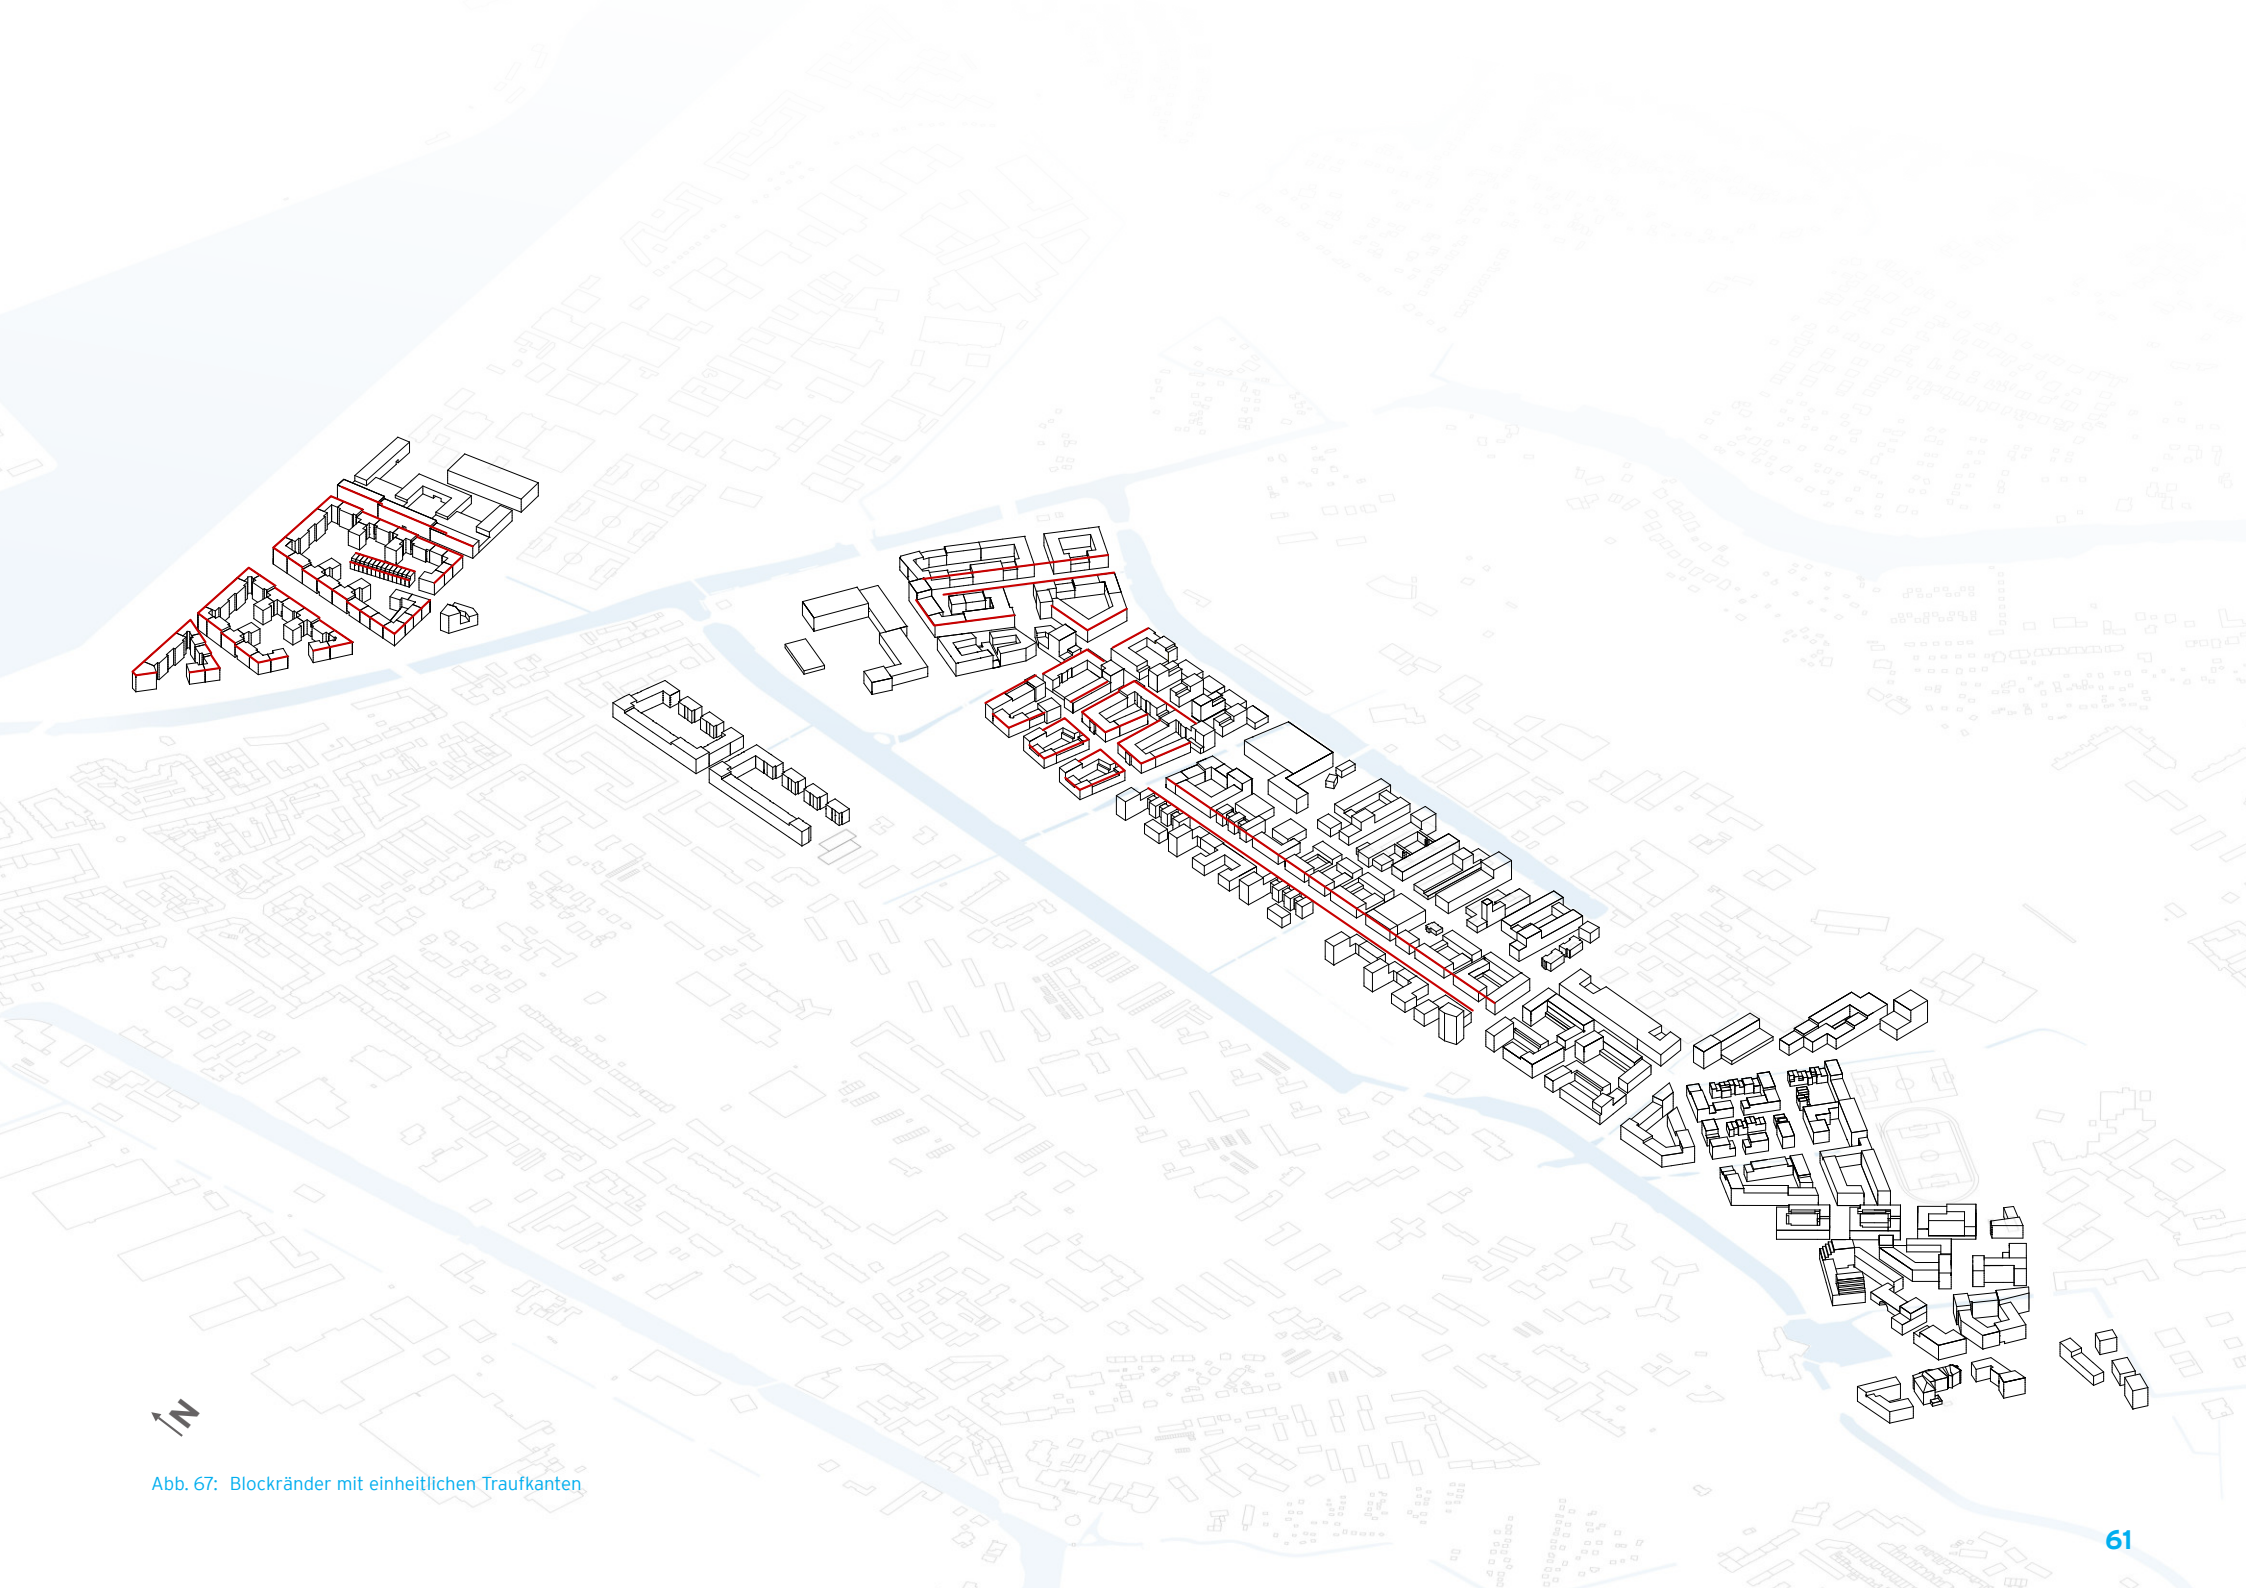 N
Abb. 67: Blockränder mit einheitlichen Traufkanten
61